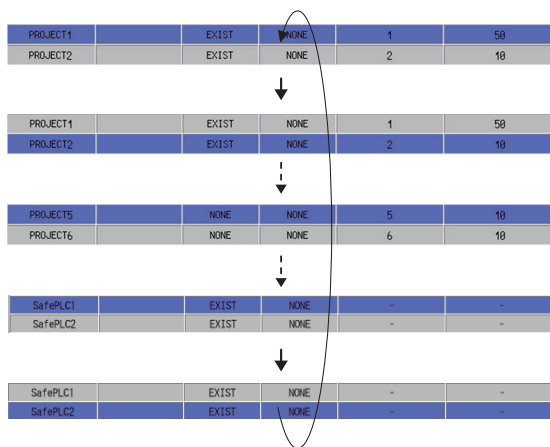 PROJECT1 EXIST NONE 1 50
PROJECT2 EXIST NONE 2 10
PROJECT1 EXIST NONE 1 50
PROJECT2 EXIST NONE 2 10
PROJECT5 NONE NONE 5 10
PROJECT6 NONE NONE 6 10
SafePLC1 EXIST NONE - -
SafePLC2 EXIST NONE - -
SafePLC1 EXIST NONE - -
SafePLC2 EXIST NONE - -